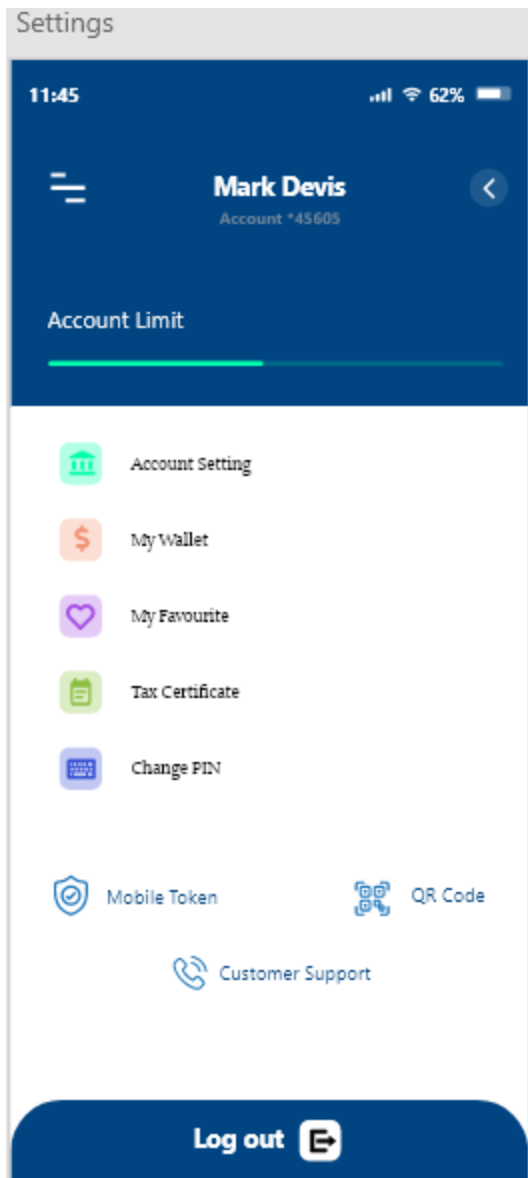 Settings
11:45 62%
Mark Devis
Account *45605
Account Limit
Account Setting
My Wallet
My Favourite
Tax Certificate
Change PIN
Mobile Token QR Code
Customer Support
Log out